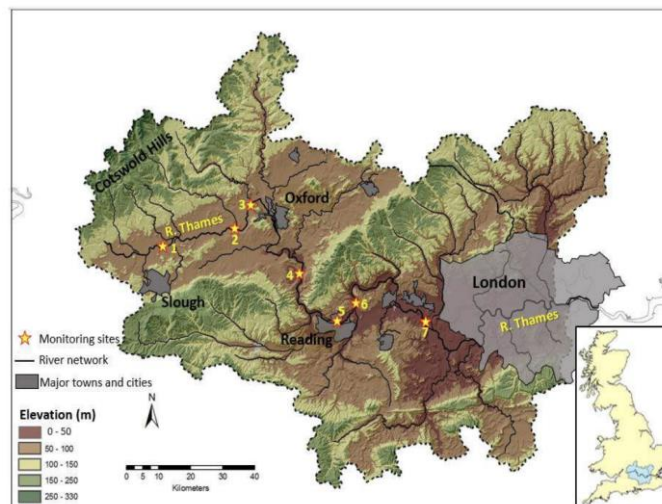 Cotswold Hills
Oxford
3
R. Thames
2
1
4
London
Slough
6
5
Reading
7
R. Thames
Monitoring sites
River network
Major towns and cities
Elevation (m)
0 - 50
50 - 100
100 - 150
150 - 250
250 - 330
N
0 5 10 20 30 40
Kilometers